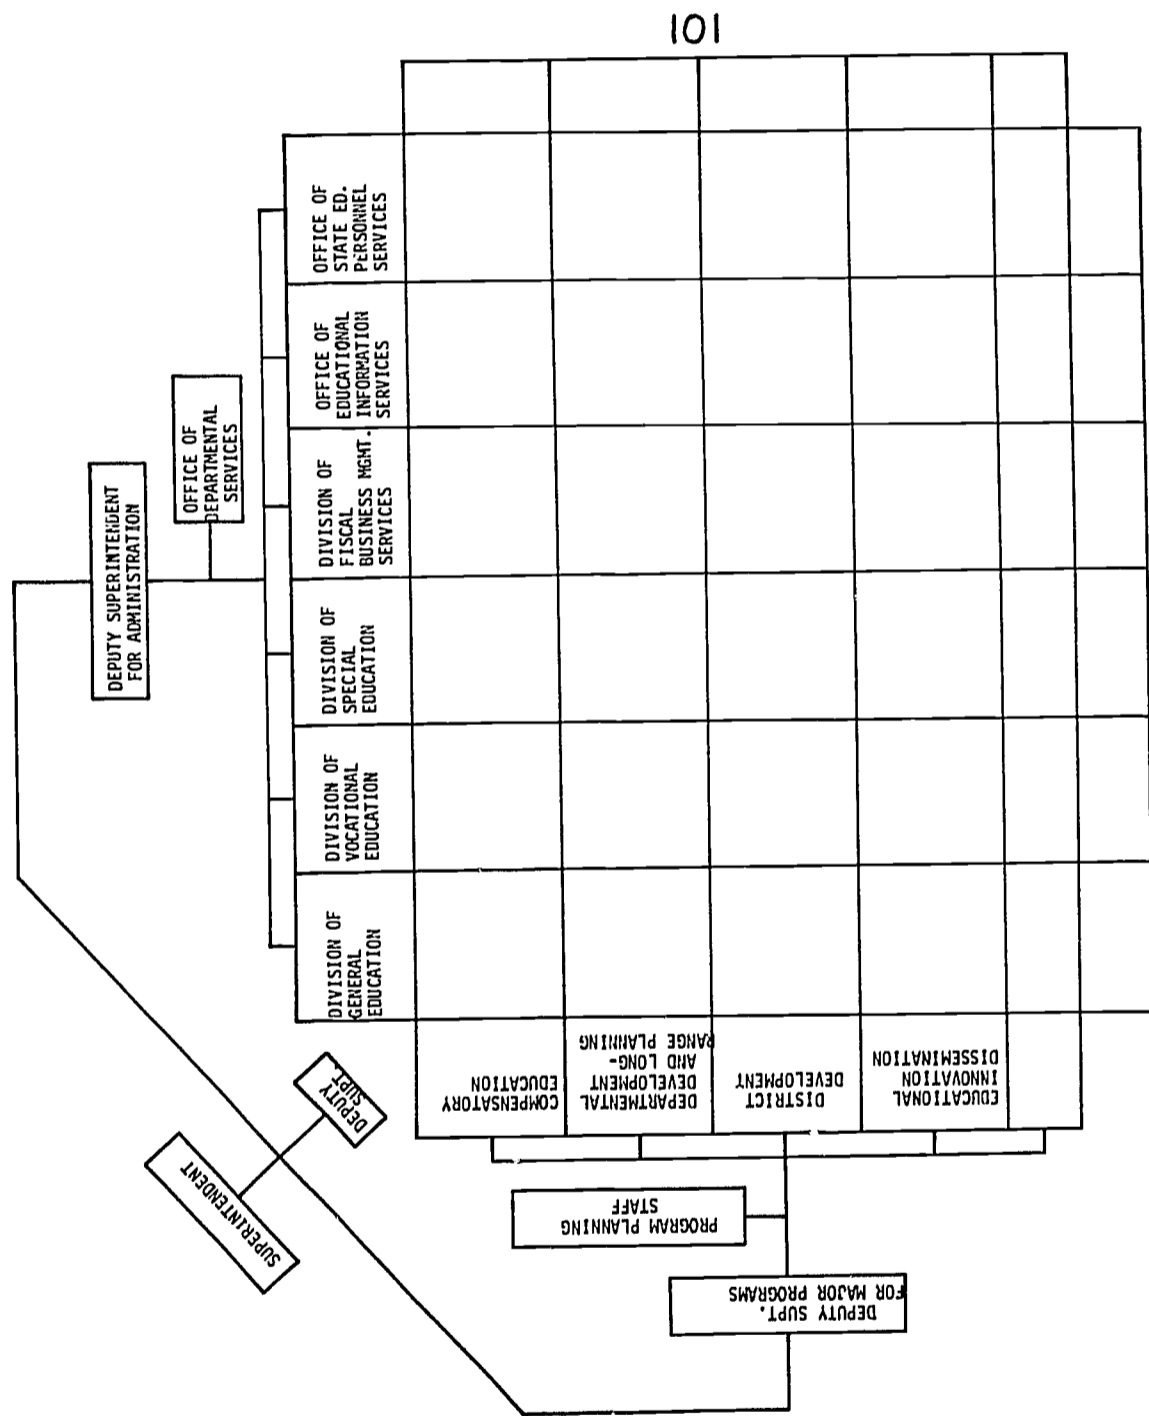 101
SUPERINTENDENT
DEPUTY
SUPT.
DEPUTY SUPERINTENDENT
FOR ADMINISTRATION
OFFICE OF
DEPARTMENTAL
SERVICES
DIVISION OF
GENERAL
EDUCATION
DIVISION OF
VOCATIONAL
EDUCATION
DIVISION OF
SPECIAL
EDUCATION
DIVISION OF
FISCAL
BUSINESS MGMT.
SERVICES
OFFICE OF
EDUCATIONAL
INFORMATION
SERVICES
OFFICE OF
STATE ED.
PERSONNEL
SERVICES
DEPUTY SUPT.
FOR MAJOR PROGRAMS
PROGRAM PLANNING
STAFF
COMPENSATORY
EDUCATION
DEPARTMENTAL
DEVELOPMENT
AND LONG-
RANGE PLANNING
DISTRICT
DEVELOPMENT
EDUCATIONAL
INNOVATION
DISSEMINATION